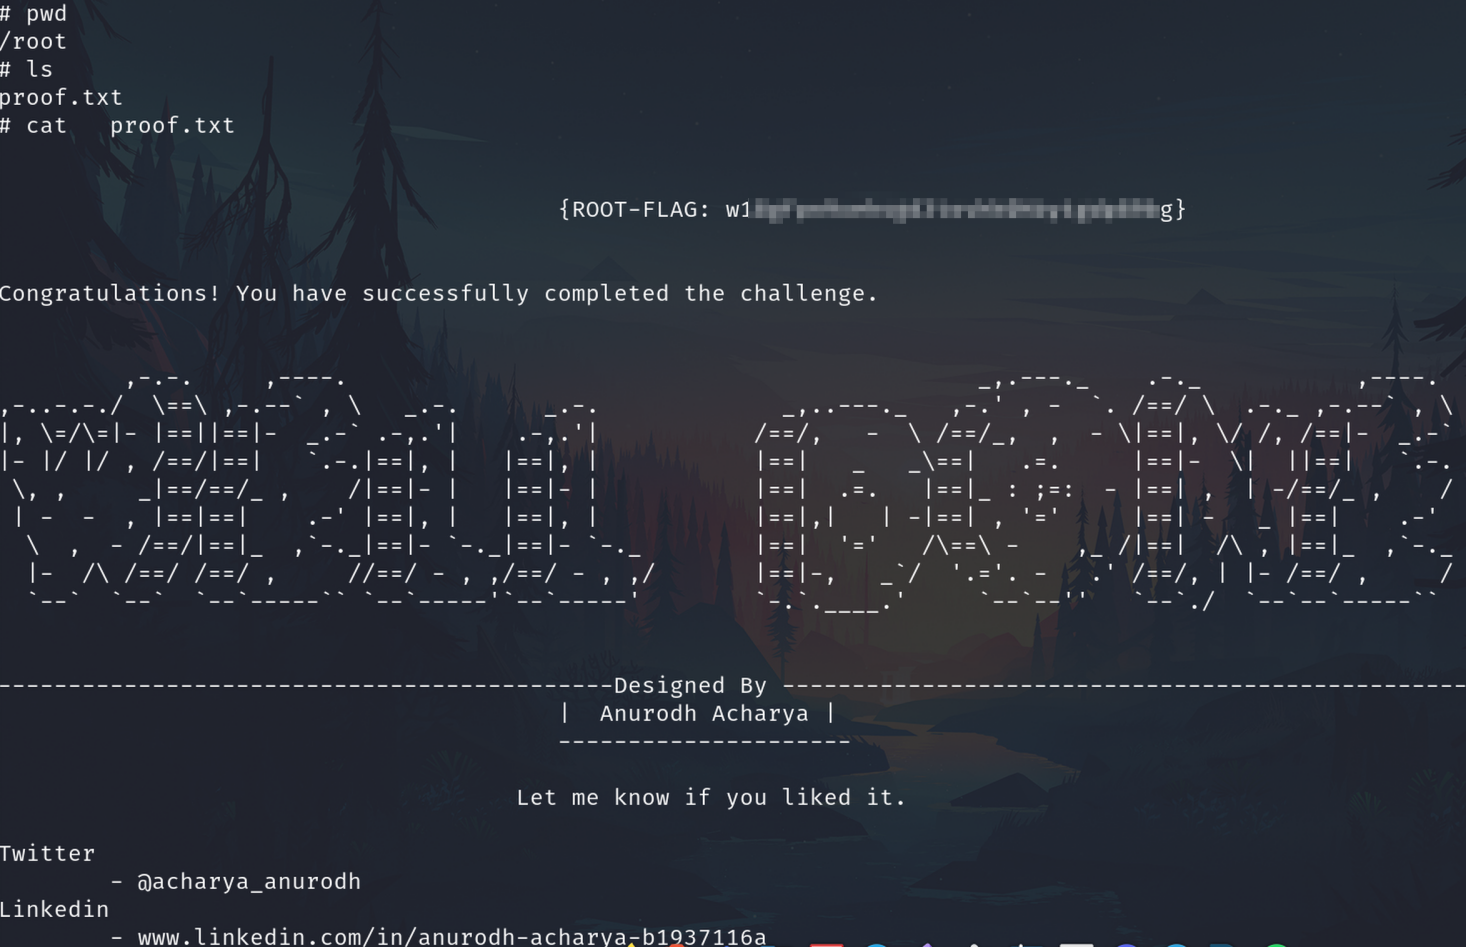 # pwd
/root
# ls
proof.txt
# cat   proof.txt
{ROOT-FLAG: w1 g}
Congratulations! You have successfully completed the challenge.
WELL DONE
Designed By
| Anurodh Acharya |
Let me know if you liked it.
Twitter
- @acharya_anurodh
Linkedin
- www.linkedin.com/in/anurodh-acharya-b1937116a